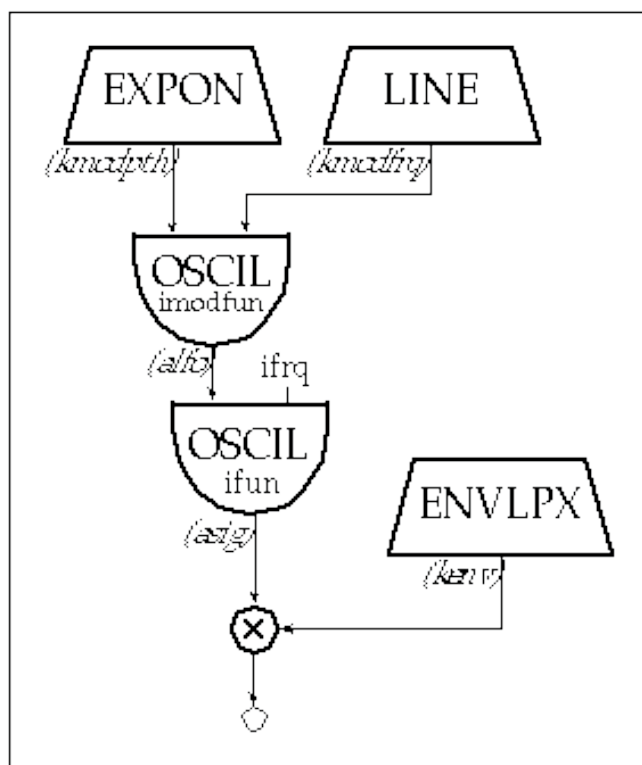 EXPON
LINE
(kmodpth)
(kmodfrq)
OSCIL
imodfun
(alfo)
ifrq
OSCIL
ifun
ENVLPX
(asig)
(kenv)
×